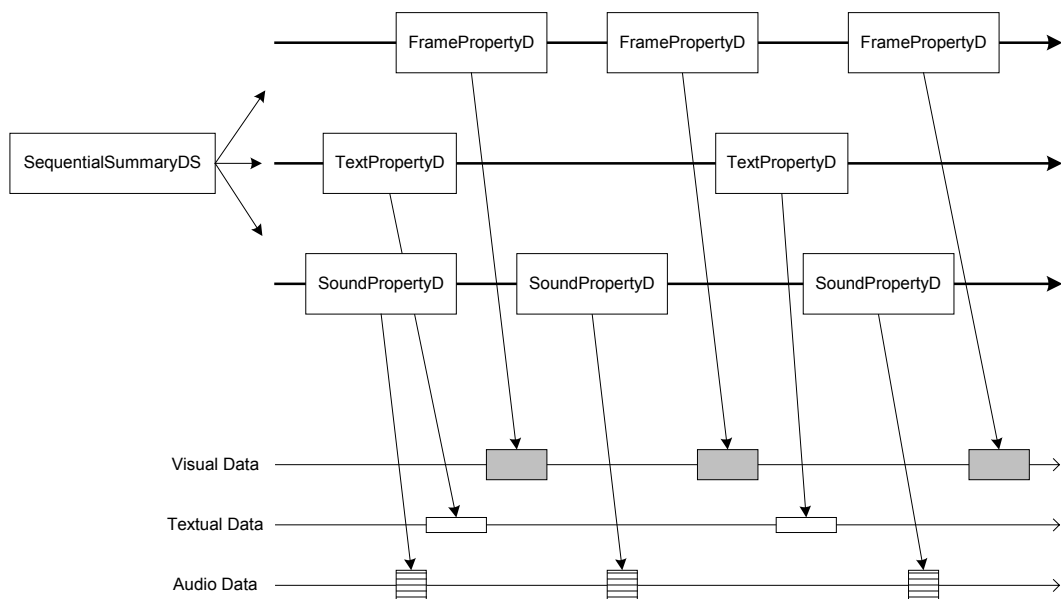 FramePropertyD FramePropertyD FramePropertyD
SequentialSummaryDS TextPropertyD TextPropertyD
SoundPropertyD SoundPropertyD SoundPropertyD
Visual Data
Textual Data
Audio Data